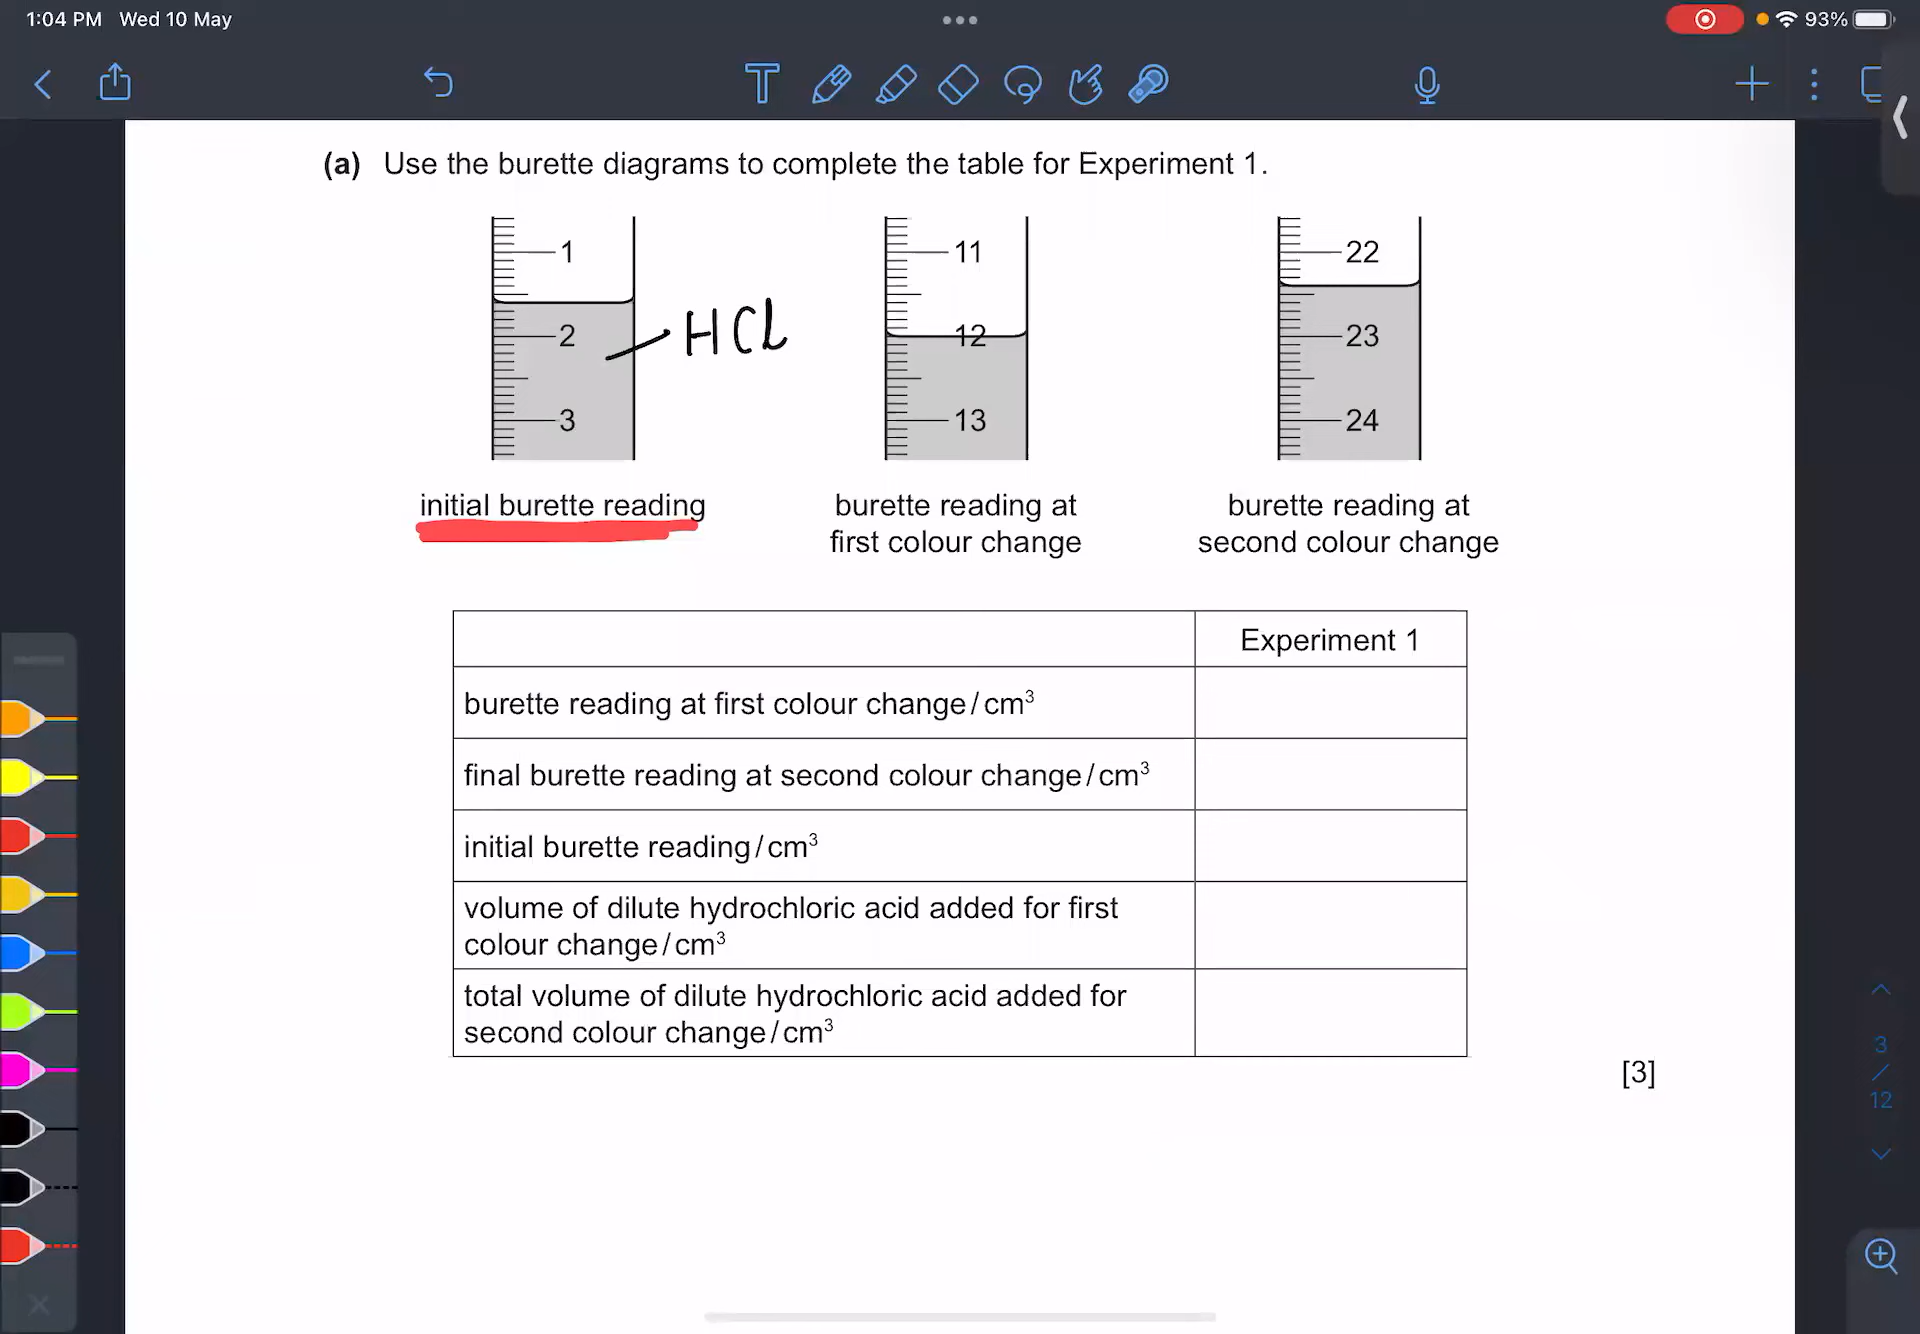 1:04 PM Wed 10 May
93%
(a) Use the burette diagrams to complete the table for Experiment 1.
1
2
3
HCl
11
12
13
22
23
24
initial burette reading
burette reading at
first colour change
burette reading at
second colour change
Experiment 1
burette reading at first colour change/cm³
final burette reading at second colour change/cm³
initial burette reading/cm³
volume of dilute hydrochloric acid added for first
colour change/cm³
total volume of dilute hydrochloric acid added for
second colour change/cm³
[3]
3
/
12